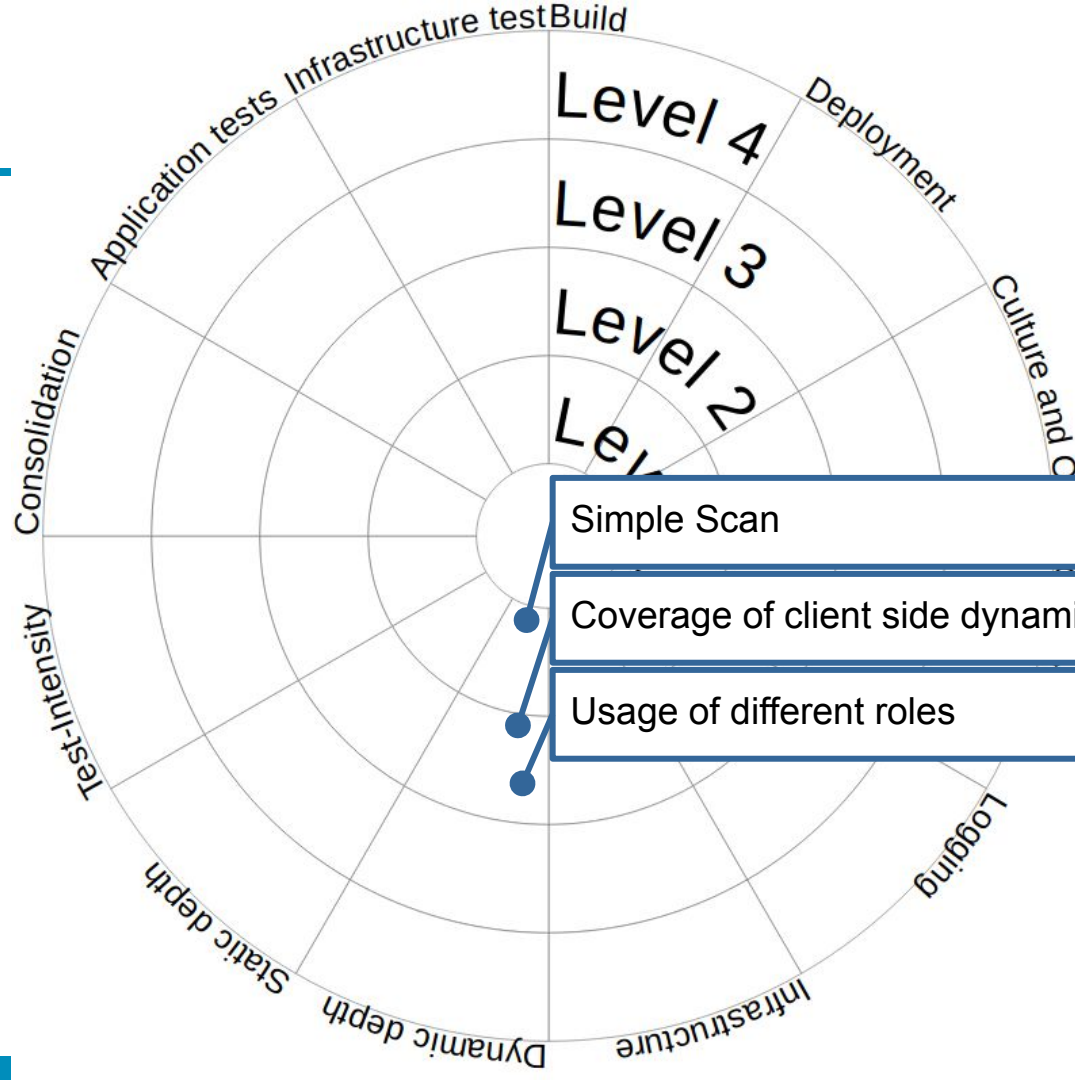 Build
Deployment
Culture and
Logging
Infrastructure
Dynamic depth
Static depth
Test-Intensity
Consolidation
Application tests
Infrastructure test
Level 4
Level 3
Level 2
Simple Scan
Coverage of client side
Usage of different roles